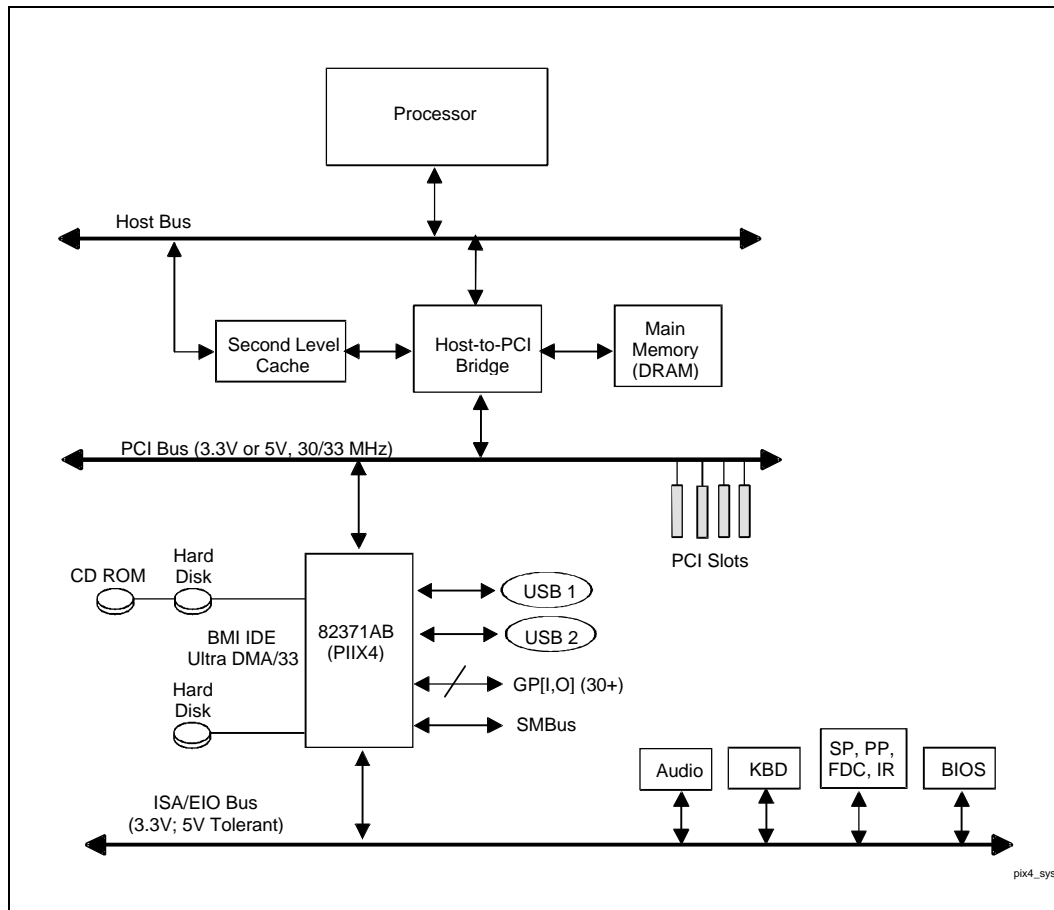 Processor
Host Bus
Second Level
Cache
Host-to-PCI
Bridge
Main
Memory
(DRAM)
PCI Bus (3.3V or 5V, 30/33 MHz)
PCI Slots
Hard
Disk
CD ROM
BMI IDE
Ultra DMA/33
Hard
Disk
82371AB
(PIIX4)
USB 1
USB 2
GP[I,O] (30+)
SMBus
Audio
KBD
SP, PP,
FDC, IR
BIOS
ISA/EIO Bus
(3.3V; 5V Tolerant)
pix4_sys